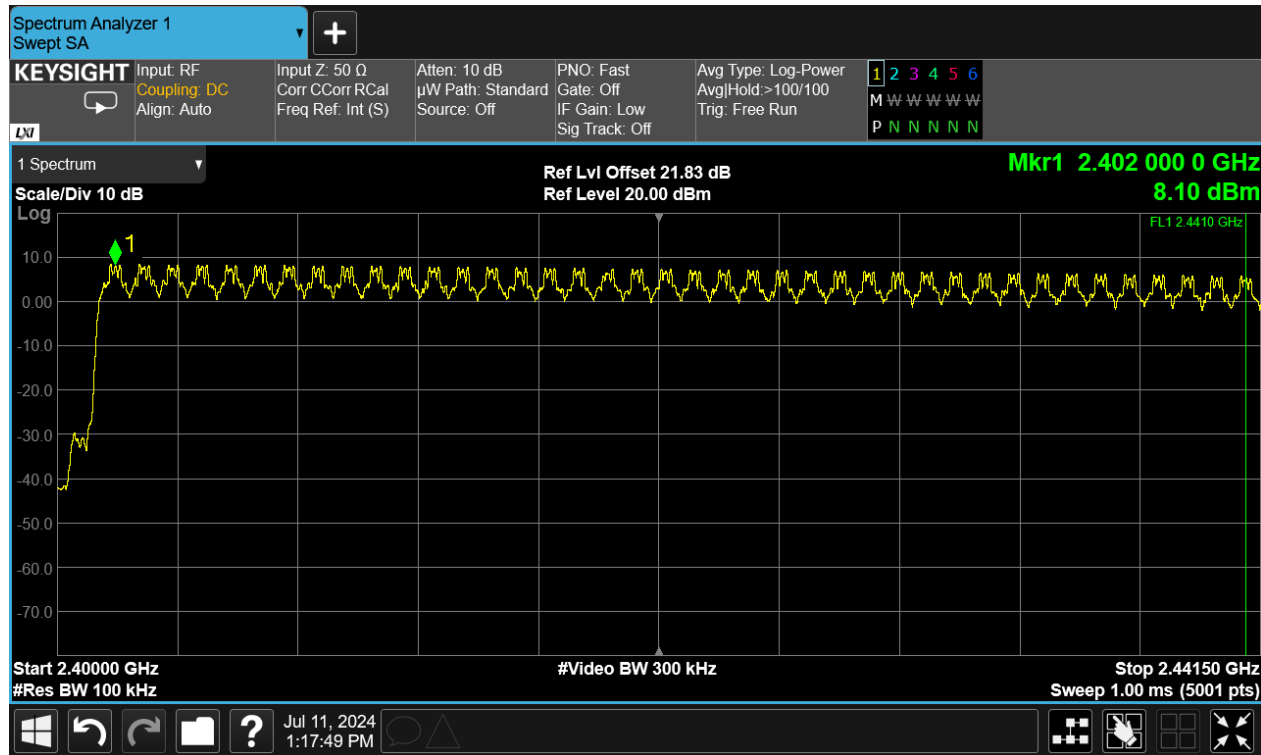 Spectrum Analyzer 1
Swept SA
KEYSIGHT
LXI
Input: RF
Coupling: DC
Align: Auto
Input Z: 50 Ω
Corr CCorr RCal
Freq Ref: Int (S)
Atten: 10 dB
µW Path: Standard
Source: Off
PNO: Fast
Gate: Off
IF Gain: Low
Sig Track: Off
Avg Type: Log-Power
Avg|Hold:>100/100
Trig: Free Run
1 2 3 4 5 6
M W W W W W
P N N N N N
1 Spectrum
Scale/Div 10 dB
Log
Ref Lvl Offset 21.83 dB
Ref Level 20.00 dBm
Mkr1 2.402 000 0 GHz
8.10 dBm
FL1 2.4410 GHz
1
10.0
0.00
-10.0
-20.0
-30.0
-40.0
-50.0
-60.0
-70.0
Start 2.40000 GHz
#Res BW 100 kHz
#Video BW 300 kHz
Stop 2.44150 GHz
Sweep 1.00 ms (5001 pts)
?
Jul 11, 2024
1:17:49 PM